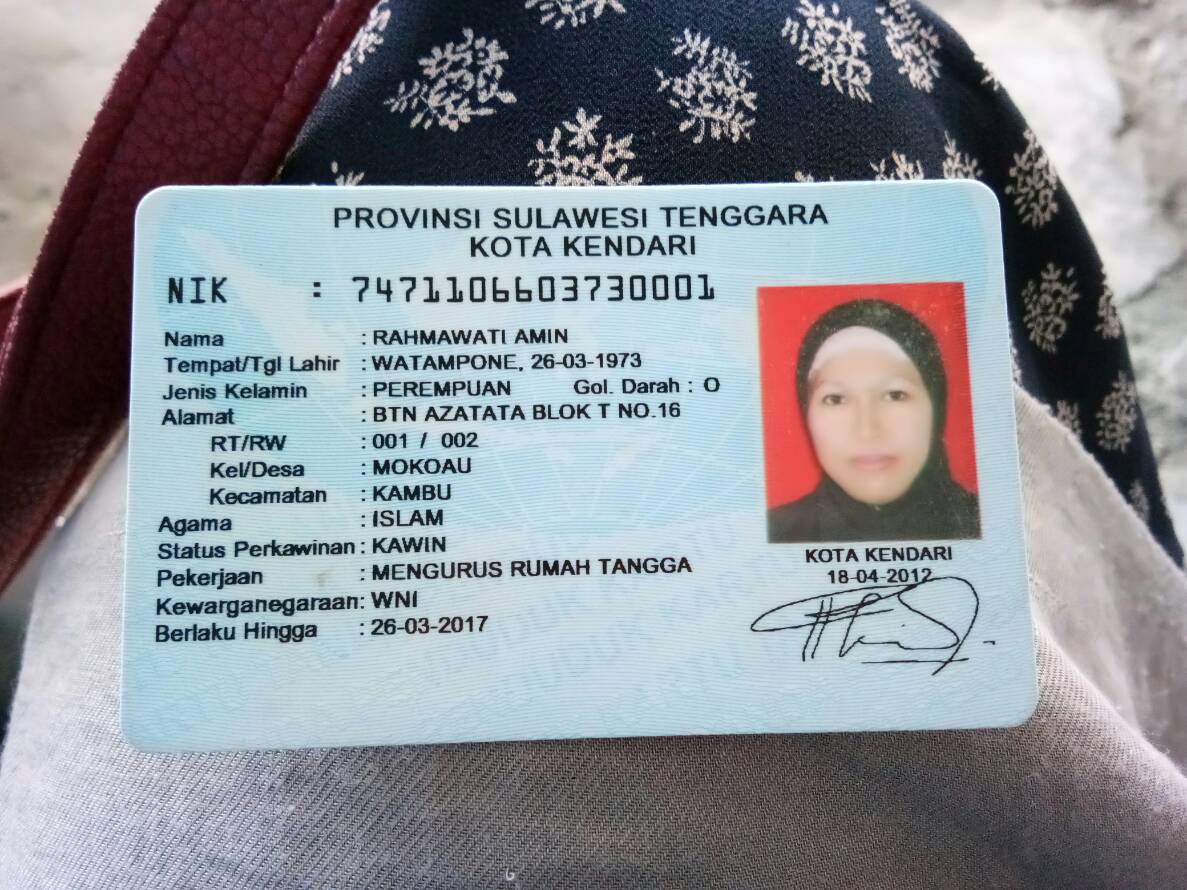 PROVINSI SULAWESI TENGGARA
KOTA KENDARI
NIK : 7471106603730001
Nama : RAHMAWATI AMIN
Tempat/Tgl Lahir : WATAMPONE, 26-03-1973
Jenis Kelamin : PEREMPUAN Gol. Darah : O
Alamat : BTN AZATATA BLOK T NO.16
RT/RW : 001 / 002
Kel/Desa : MOKOAU
Kecamatan : KAMBU
Agama : ISLAM
Status Perkawinan : KAWIN
Pekerjaan : MENGURUS RUMAH TANGGA
Kewarganegaraan: WNI
Berlaku Hingga : 26-03-2017
KOTA KENDARI
18-04-2012